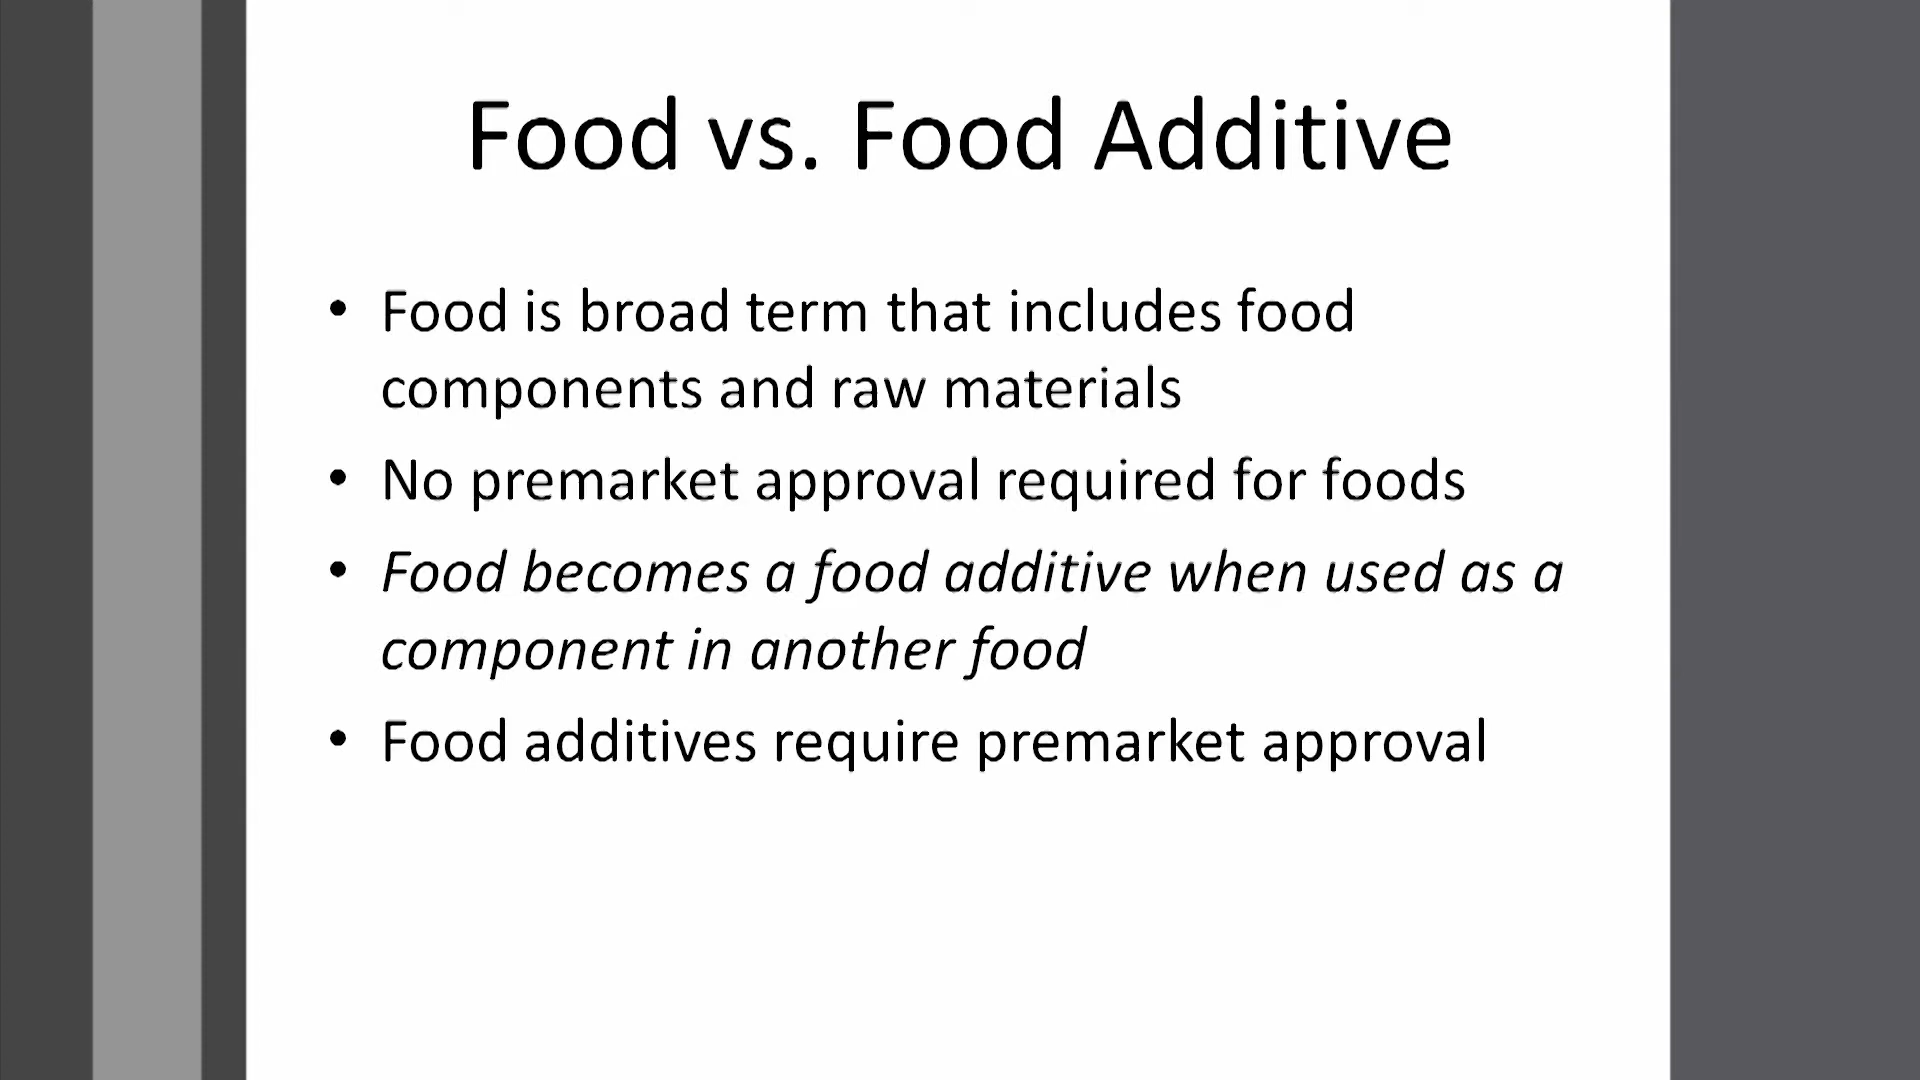 Food vs. Food Additive
• Food is broad term that includes food
components and raw materials
• No premarket approval required for foods
• Food becomes a food additive when used as a
component in another food
• Food additives require premarket approval